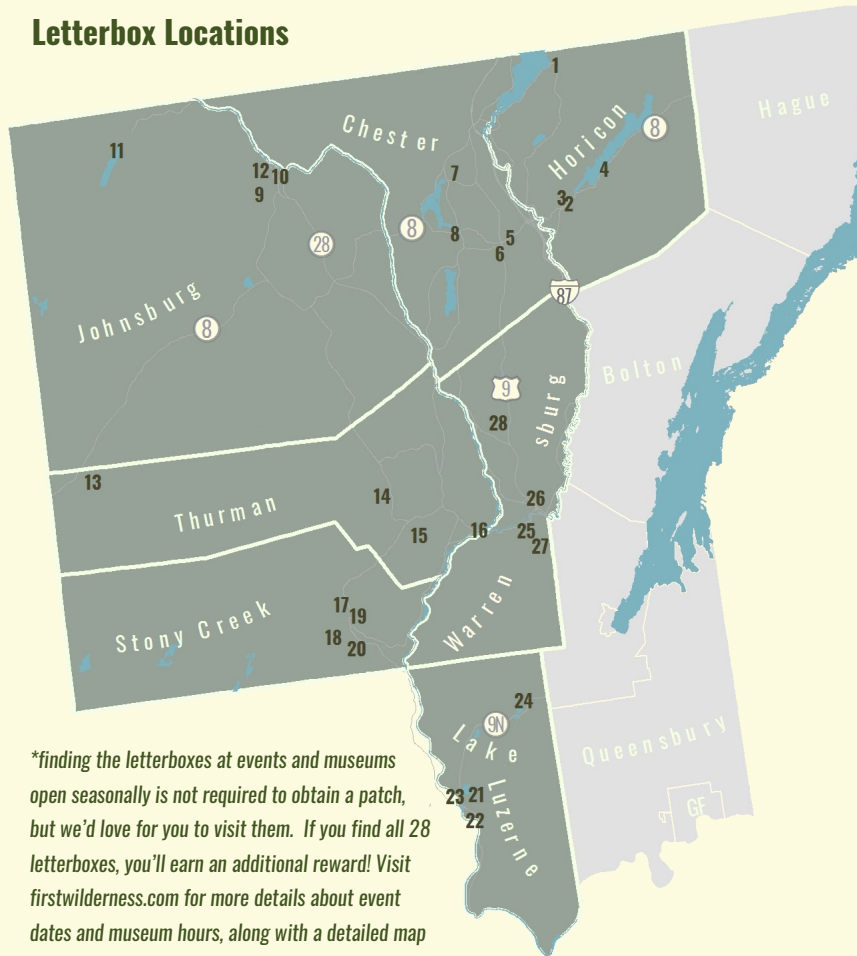 Letterbox Locations
1
Hague
Chester
Horicon
8
11
12 10
7
4
9
3
2
8
28
8
5
6
87
Johnsburg
8
Bolton
9
sburg
28
13
14
26
Thurman
16
25
15
27
17
19
Stony Creek
Warren
18
20
24
9N
Lake
Luzerne
Queensbury
23 21
22
GF
*finding the letterboxes at events and museums
open seasonally is not required to obtain a patch,
but we'd love for you to visit them. If you find all 28
letterboxes, you'll earn an additional reward! Visit
firstwilderness.com for more details about event
dates and museum hours, along with a detailed map